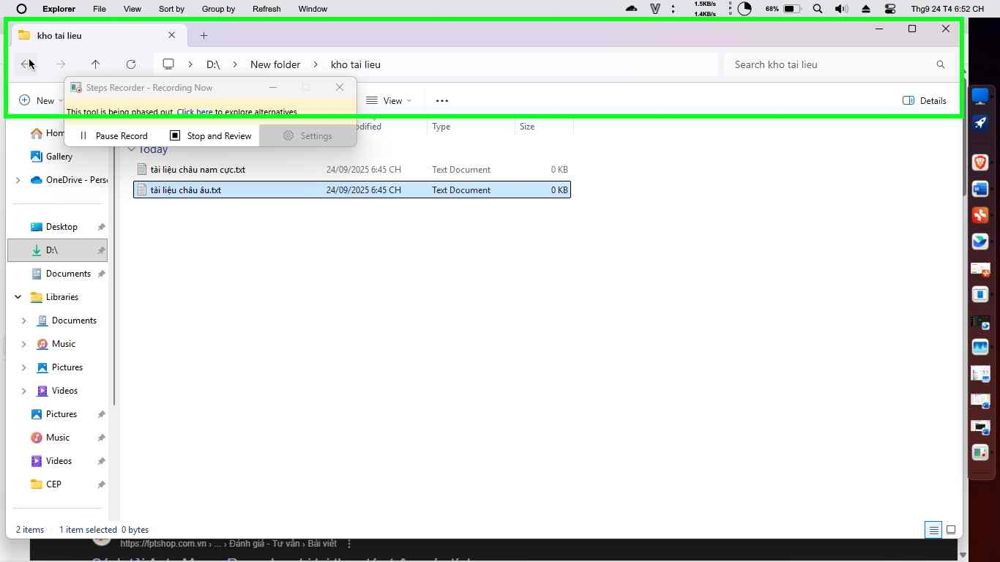 Explorer File View Sort by Group by Refresh Window 1.5KB/s 1.4KB/s CPU 68% Thg9 24 T4 6:52 CH
kho tai lieu
D:\ New folder kho tai lieu Search kho tai lieu
Steps Recorder - Recording Now
New View Details
This tool is being phased out. Click here to explore alternatives.
Pause Record Stop and Review Settings
Type Size
Today
Gallery
tài liệu châu nam cực.txt 24/09/2025 6:45 CH Text Document 0 KB
OneDrive - Pers
tài liệu châu âu.txt 24/09/2025 6:45 CH Text Document 0 KB
Desktop
D:\
Documents
Libraries
Documents
Music
Pictures
Videos
Pictures
Music
Videos
CEP
2 items 1 item selected 0 bytes
https://fptshop.com.vn › ... › Đánh giá - Tư vấn › Bài viết